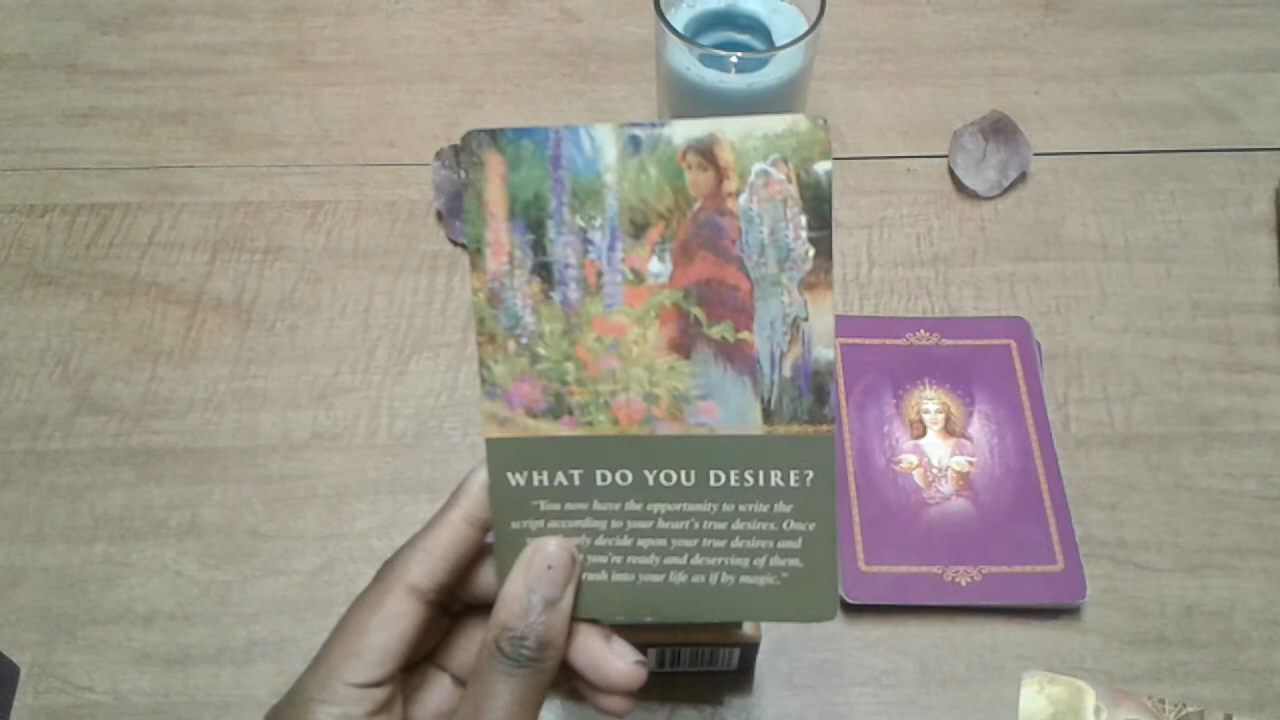 WHAT DO YOU DESIRE?
"You now have the opportunity to write the
script according to your heart's true desires. Once
decide upon your true desires and
you're ready and deserving of them,
rush into your life as if by magic."